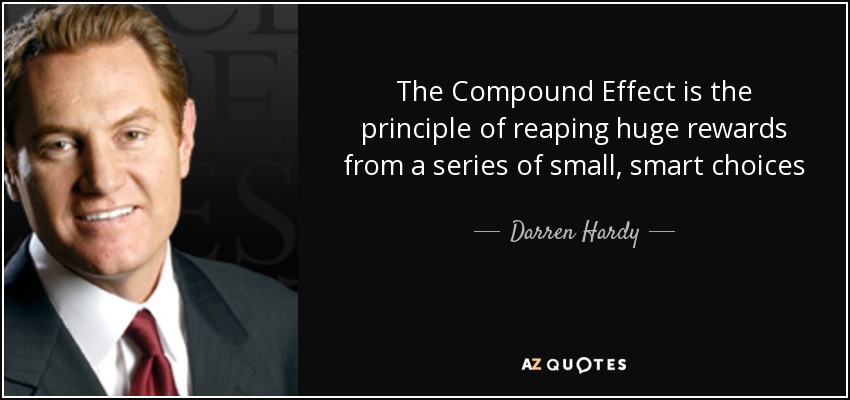 The Compound Effect is the
principle of reaping huge rewards
from a series of small, smart choices
Darren Hardy
AZ QUOTES